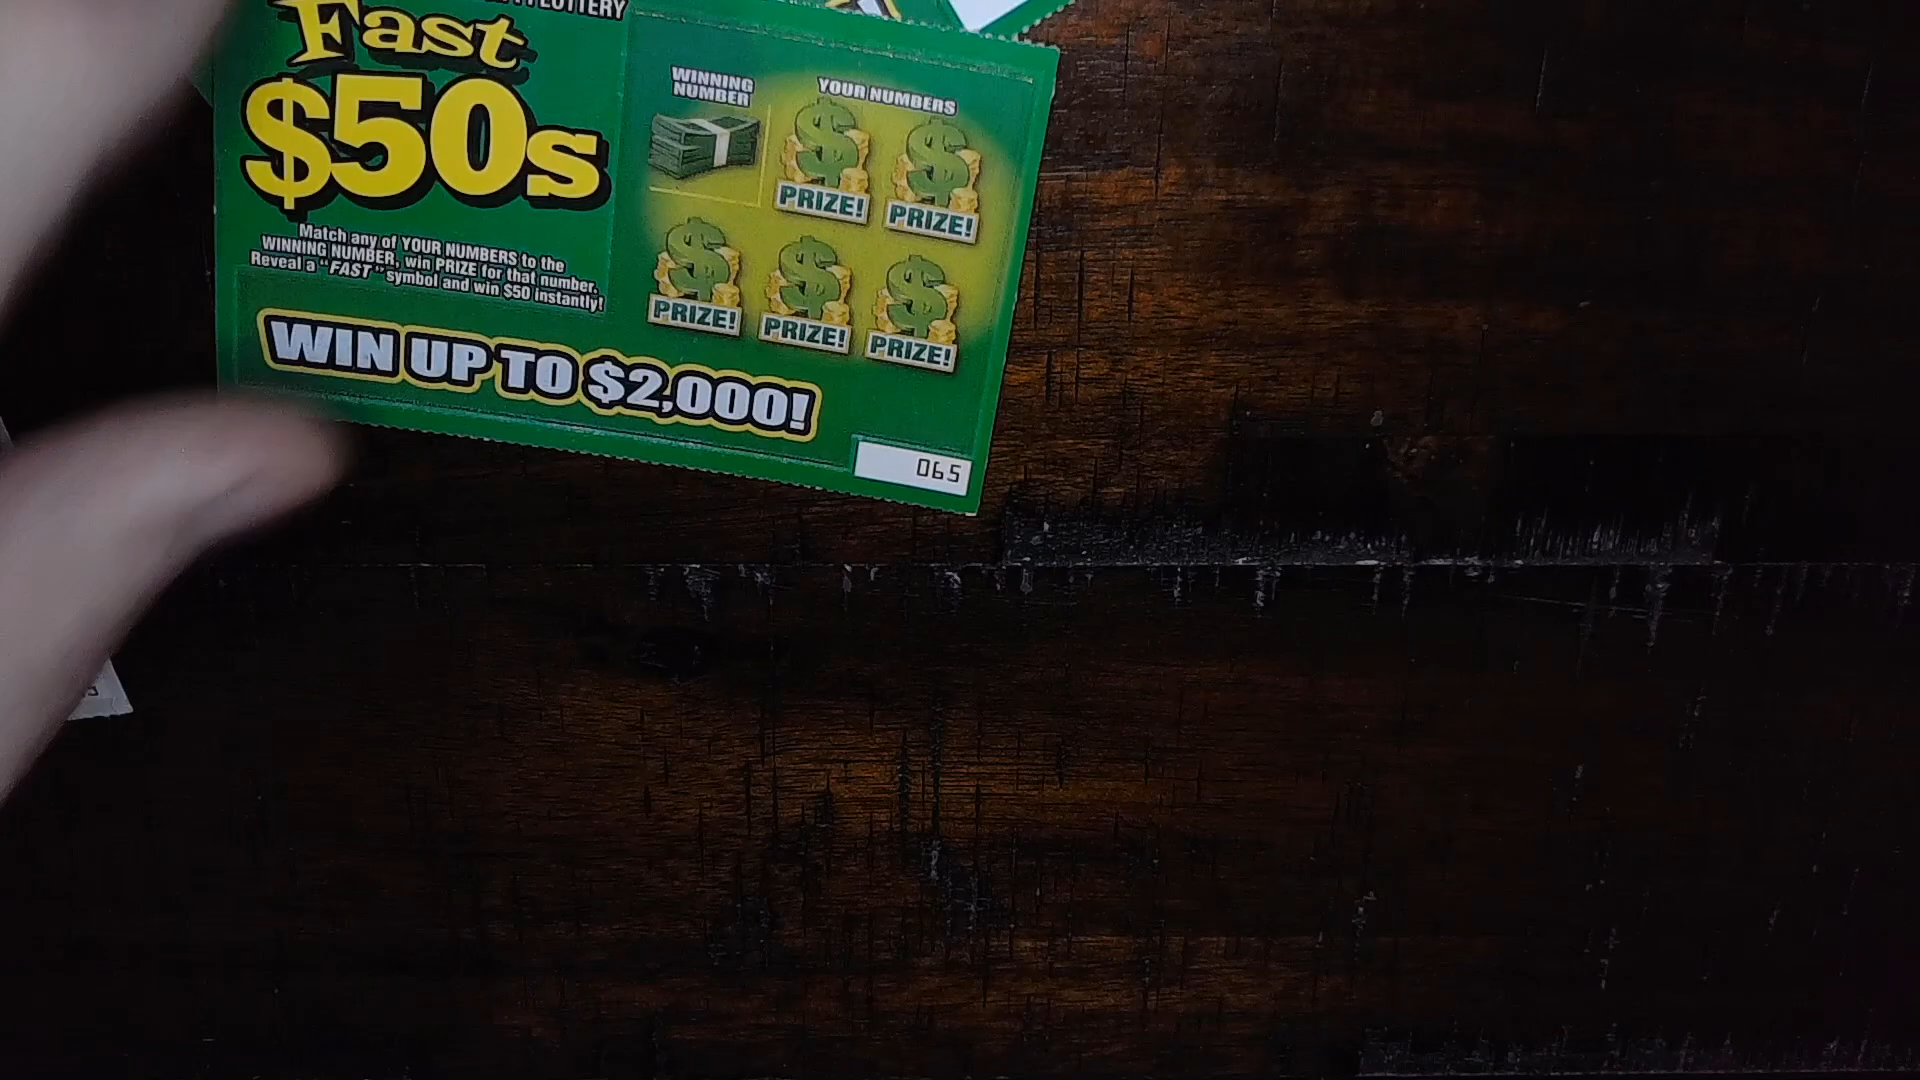 LOTTERY
Fast
$50s
Match any of YOUR NUMBERS to the
WINNING NUMBER, win PRIZE for that number.
Reveal a "FAST" symbol and win $50 instantly!
WIN UP TO $2,000!
WINNING
NUMBER
YOUR NUMBERS
PRIZE! PRIZE!
PRIZE! PRIZE! PRIZE!
065